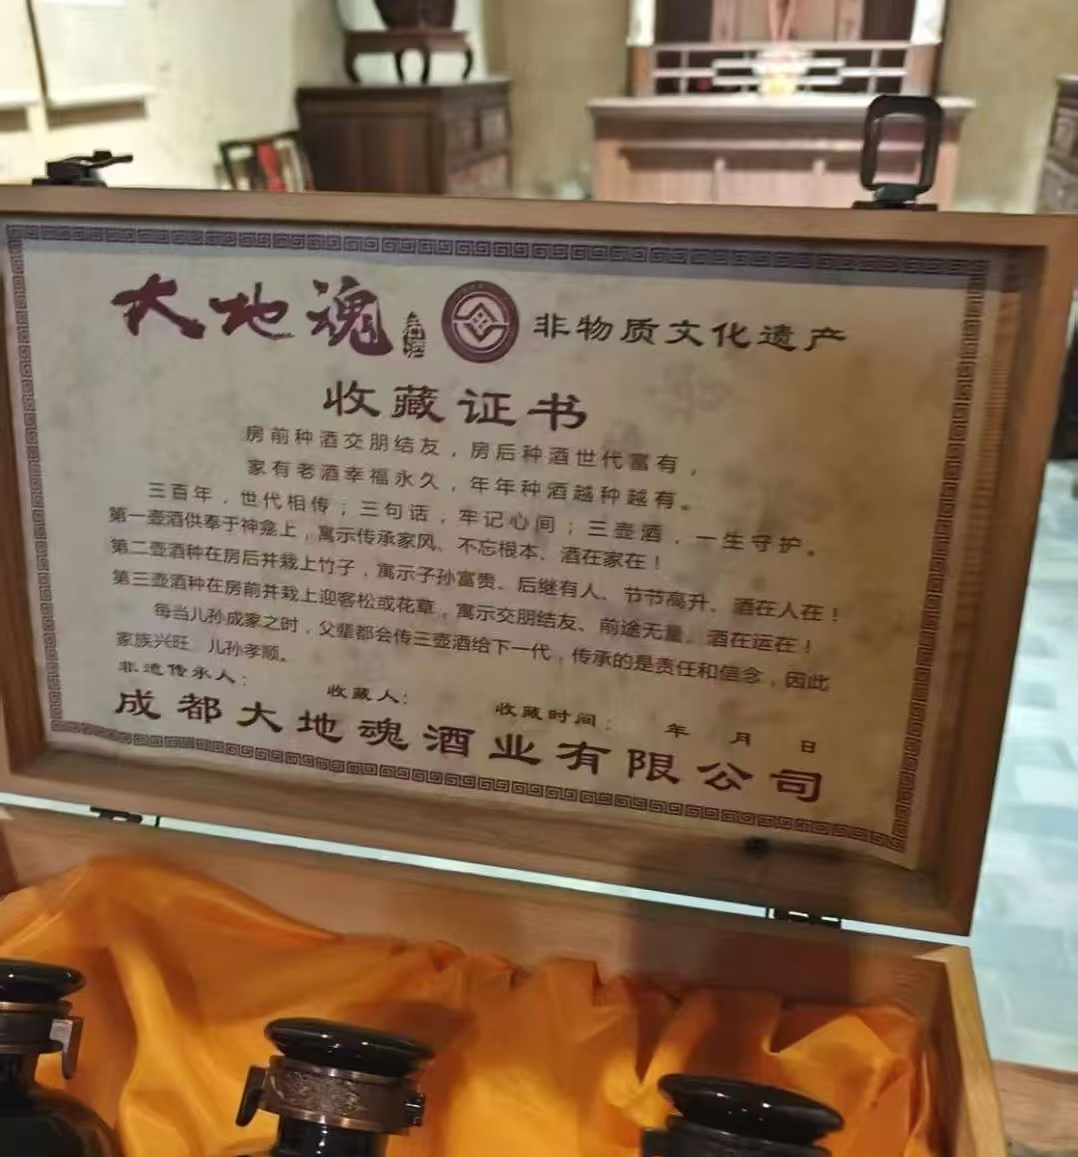 大地魂 非物质文化遗产
收藏证书
房前种酒交朋结友，房后种酒世代富有，
家有老酒幸福永久，年年种酒越种越有。
三百年，世代相传；三句话，牢记心间；三壶酒，一生守护。
第一壶酒供奉于神龛上，寓示传承家风、不忘根本、酒在家在！
第二壶酒种在房后并栽上竹子，寓示子孙富贵、后继有人、节节高升、酒在人在！
第三壶酒种在房前并栽上迎客松或花草，寓示交朋结友、前途无量、酒在运在！
每当儿孙成家之时，父辈都会传三壶酒给下一代，传承的是责任和信念，因此
家族兴旺、儿孙孝顺。
非遗传承人： 收藏人： 收藏时间： 年 月 日
成都大地魂酒业有限公司